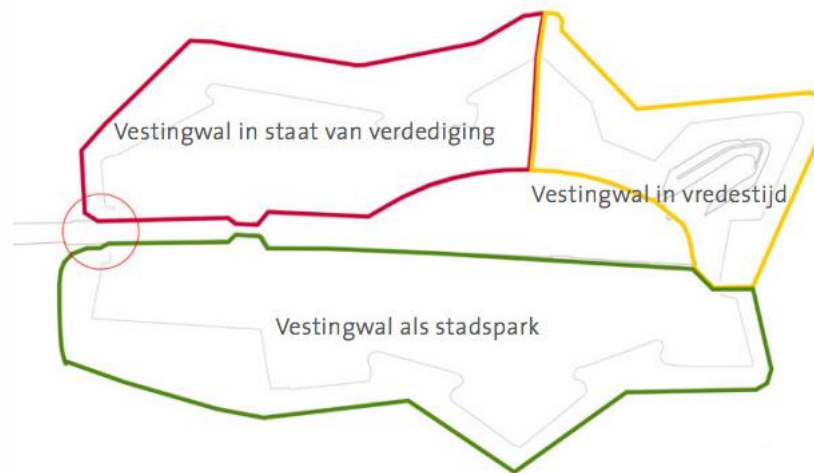 Vestingwal in staat van verdediging
Vestingwal in vredestijd
Vestingwal als stadspark